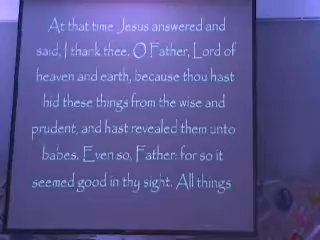 At that time Jesus answered and
said, I thank thee, O Father, Lord of
heaven and earth, because thou hast
hid these things from the wise and
prudent, and hast revealed them unto
babes. Even so, Father: for so it
seemed good in thy sight. All things